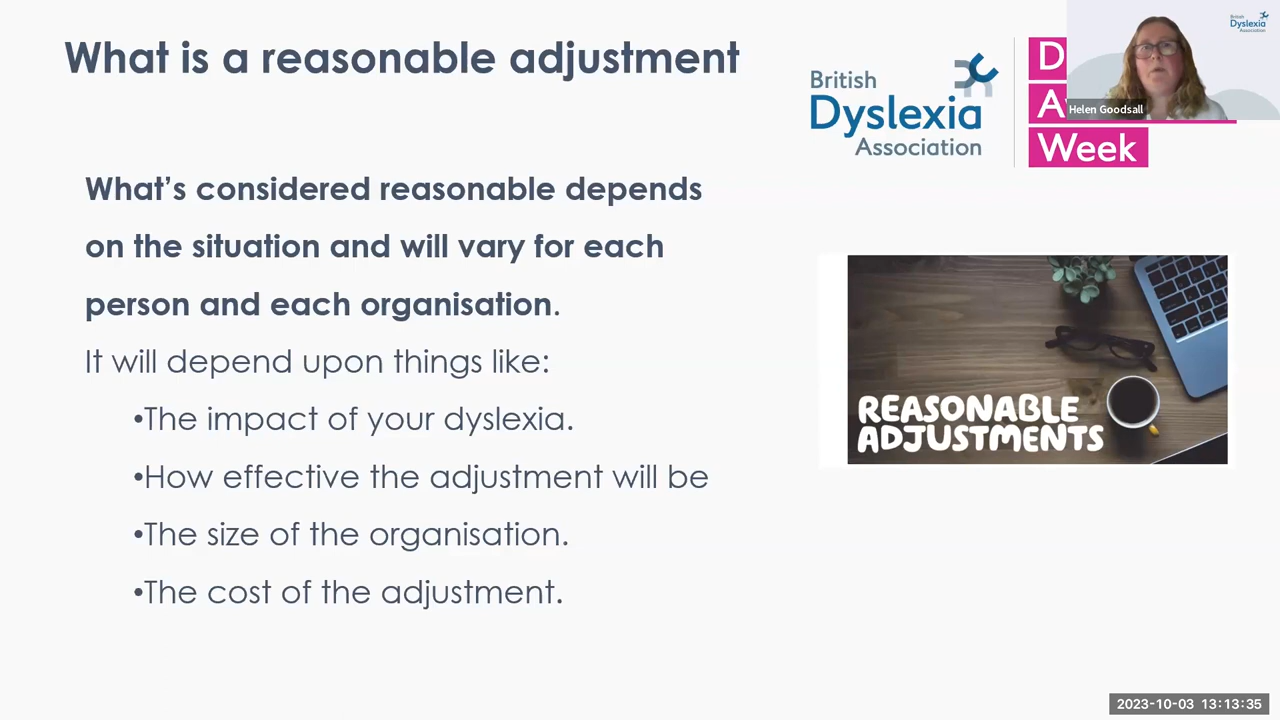 What is a reasonable adjustment
British
Dyslexia
Association
D
A
Week
British
Dyslexia
Association
Helen Goodsall
What’s considered reasonable depends
on the situation and will vary for each
person and each organisation.
It will depend upon things like:
•The impact of your dyslexia.
•How effective the adjustment will be
•The size of the organisation.
•The cost of the adjustment.
REASONABLE
ADJUSTMENTS
2023-10-03 13:13:35